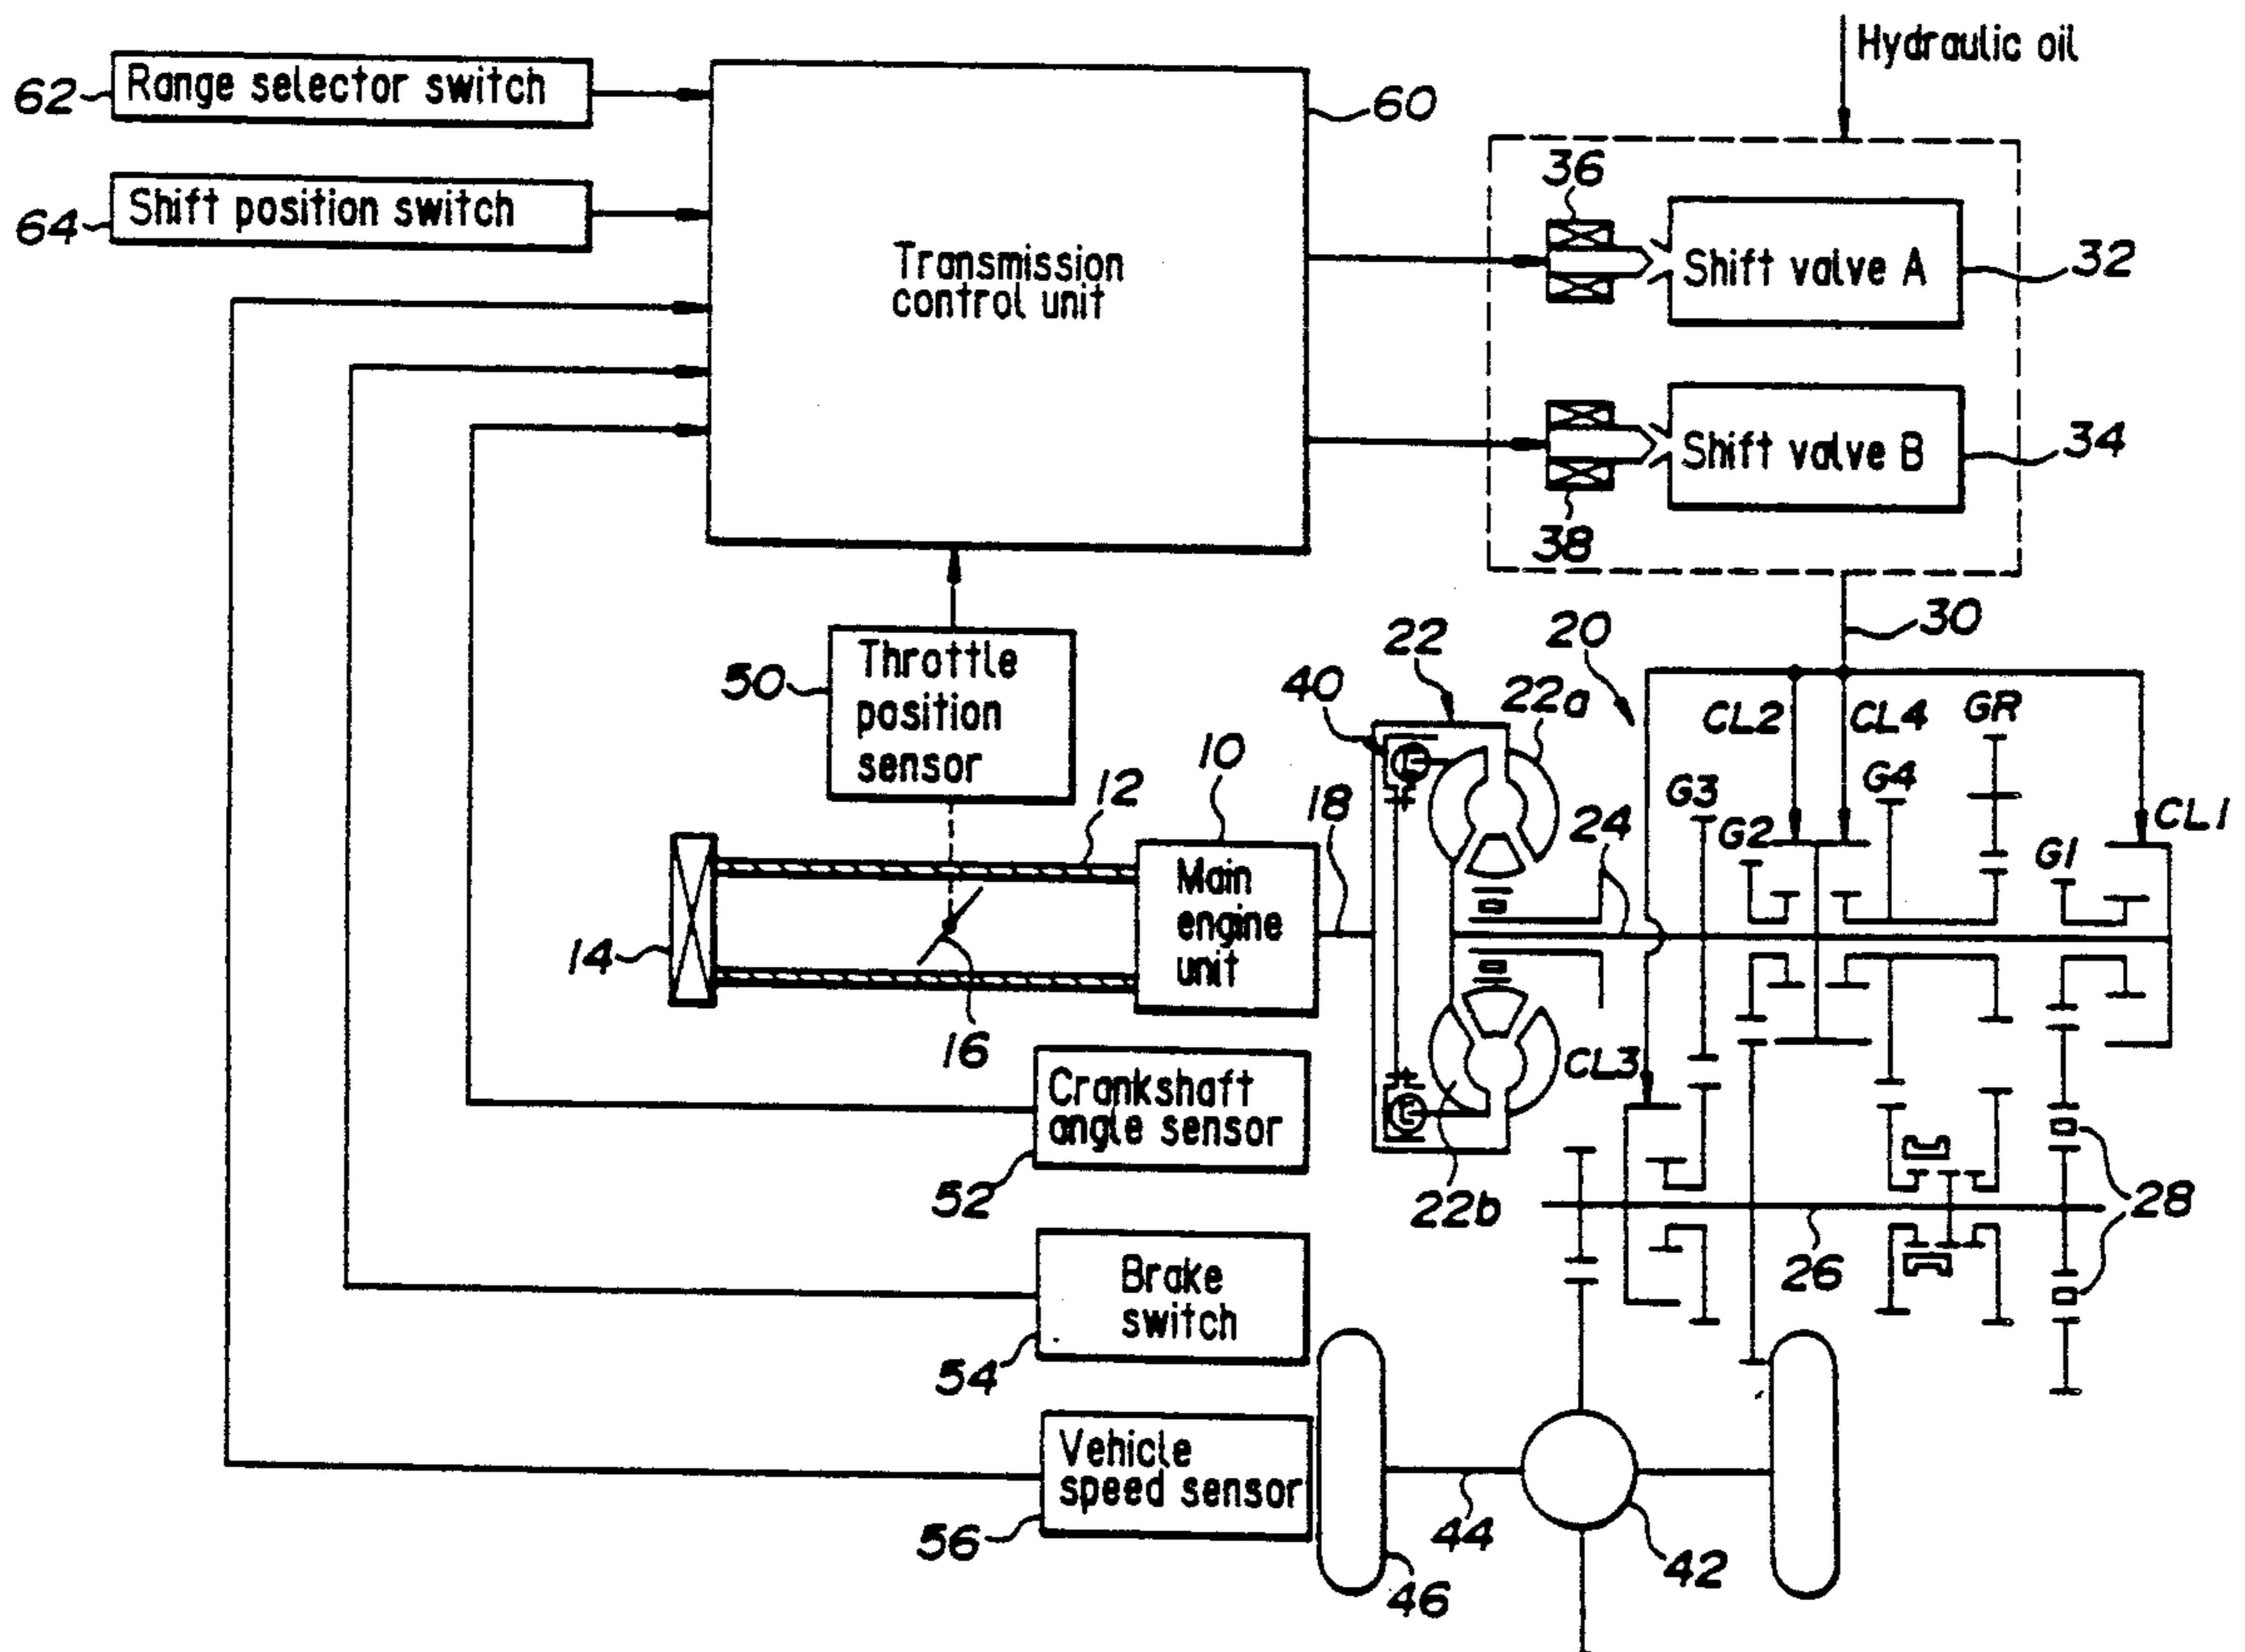 Hydraulic oil
62
Range selector switch
60
64
Shift position switch
36
Transmission
control unit
Shift valve A
32
Shift valve B
34
38
30
50
Throttle
position
sensor
22
40
22a
20
CL2
CL4
GR
G3
G2
G4
G1
CL1
12
10
18
24
14
16
Main
engine
unit
CL3
Crankshaft
angle sensor
52
22b
26
28
Brake
switch
54
Vehicle
speed sensor
56
46
44
42